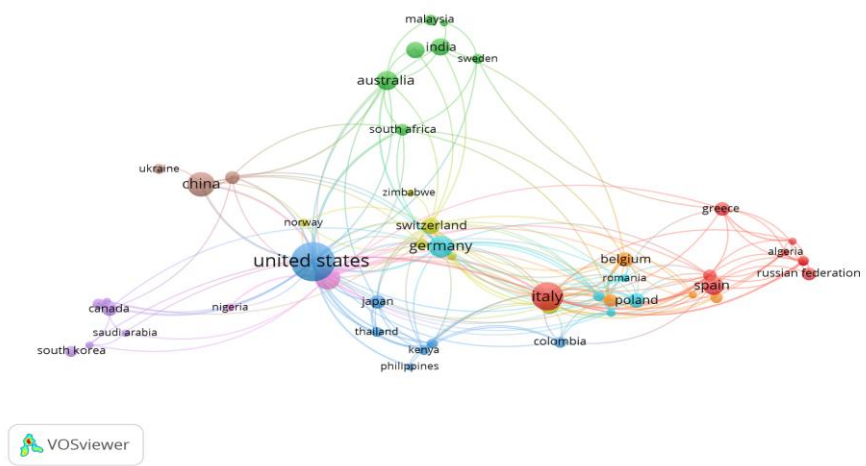 malaysia
india
sweden
australia
south africa
ukraine
china
zimbabwe
norway
switzerland
greece
germany
united states
belgium
algeria
russian federation
romania
spain
italy
poland
japan
canada
nigeria
saudi arabia
thailand
colombia
south korea
kenya
philippines
VOSviewer